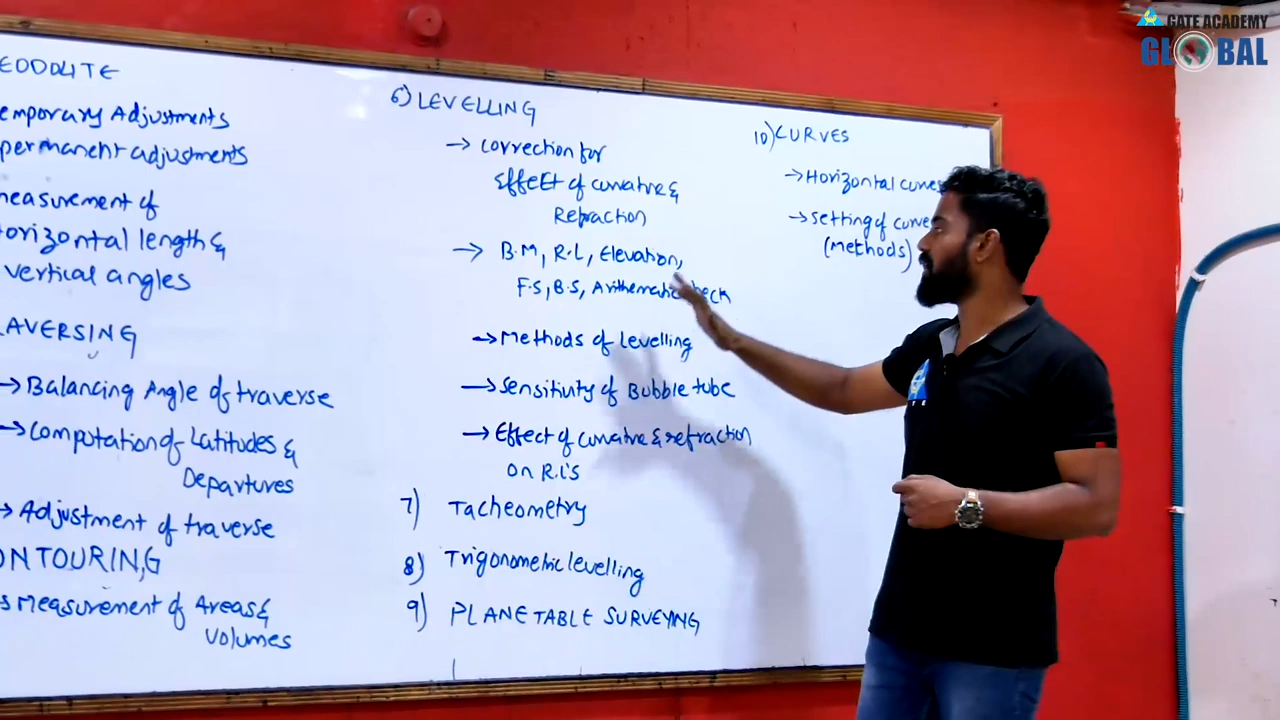 EODOLITE
emporary Adjustments
permanent adjustments
measurement of
orizontal length &
vertical angles
AVERSING
→ Balancing Angle of traverse
→ computation of Latitudes &
Departures
→ Adjustment of traverse
ONTOURING
s Measurement of Areas &
volumes
6) LEVELLING
→ correction for
Effect of curvature &
Refraction
→ B.M, R.L, Elevation,
F.S, B.S, Arithematic check
→ Methods of levelling
→ Sensitivity of Bubble tube
→ Effect of curvature & refraction
on R.L's
7) Tacheometry
8) Trigonometric levelling
9) PLANE TABLE SURVEYING
10) CURVES
→ Horizontal curves
→ Setting of curve
(Methods)
GATE ACADEMY
GLOBAL